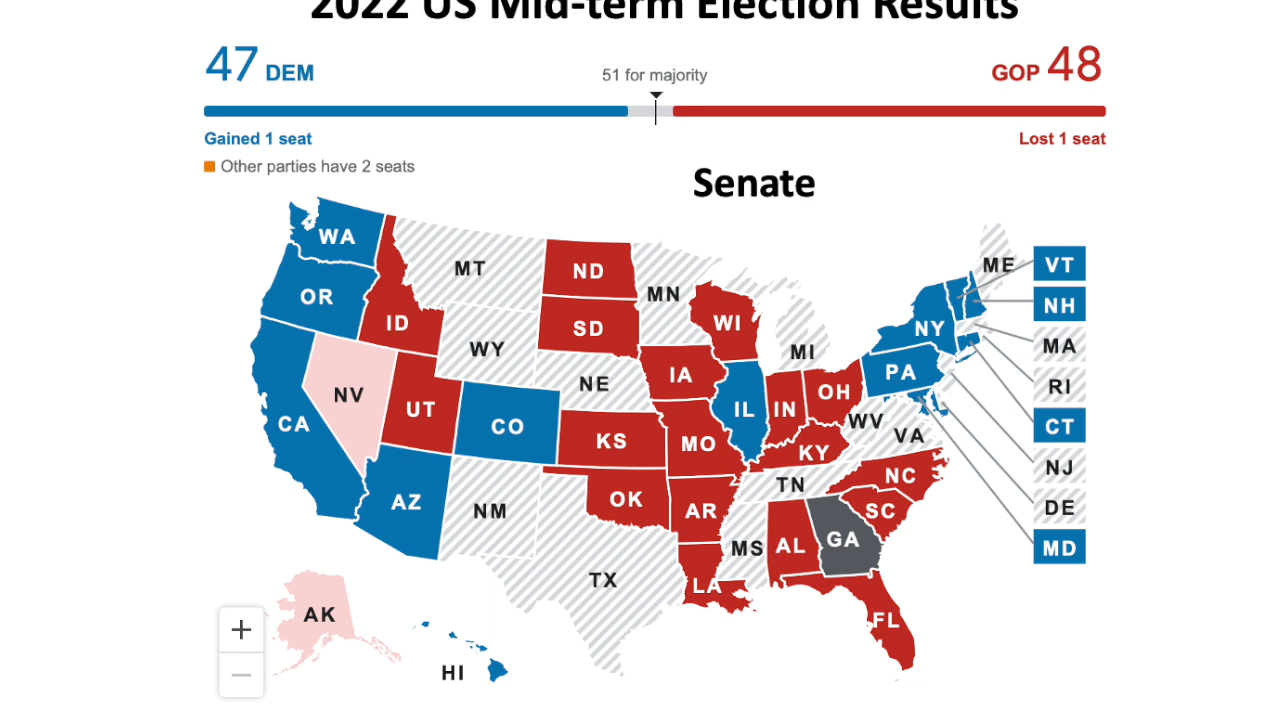 2022 US Mid-term Election Results
47 DEM
51 for majority
GOP 48
Gained 1 seat
Lost 1 seat
Other parties have 2 seats
Senate
WA
OR
ID
MT
ND
MN
SD
WI
WY
NE
IA
MI
NV
UT
CO
CA
KS
MO
IL
IN
OH
KY
WV
VA
PA
NY
ME
VT
NH
MA
RI
CT
NJ
DE
MD
AZ
NM
OK
AR
TN
NC
SC
MS
AL
GA
TX
LA
FL
AK
HI
+
−